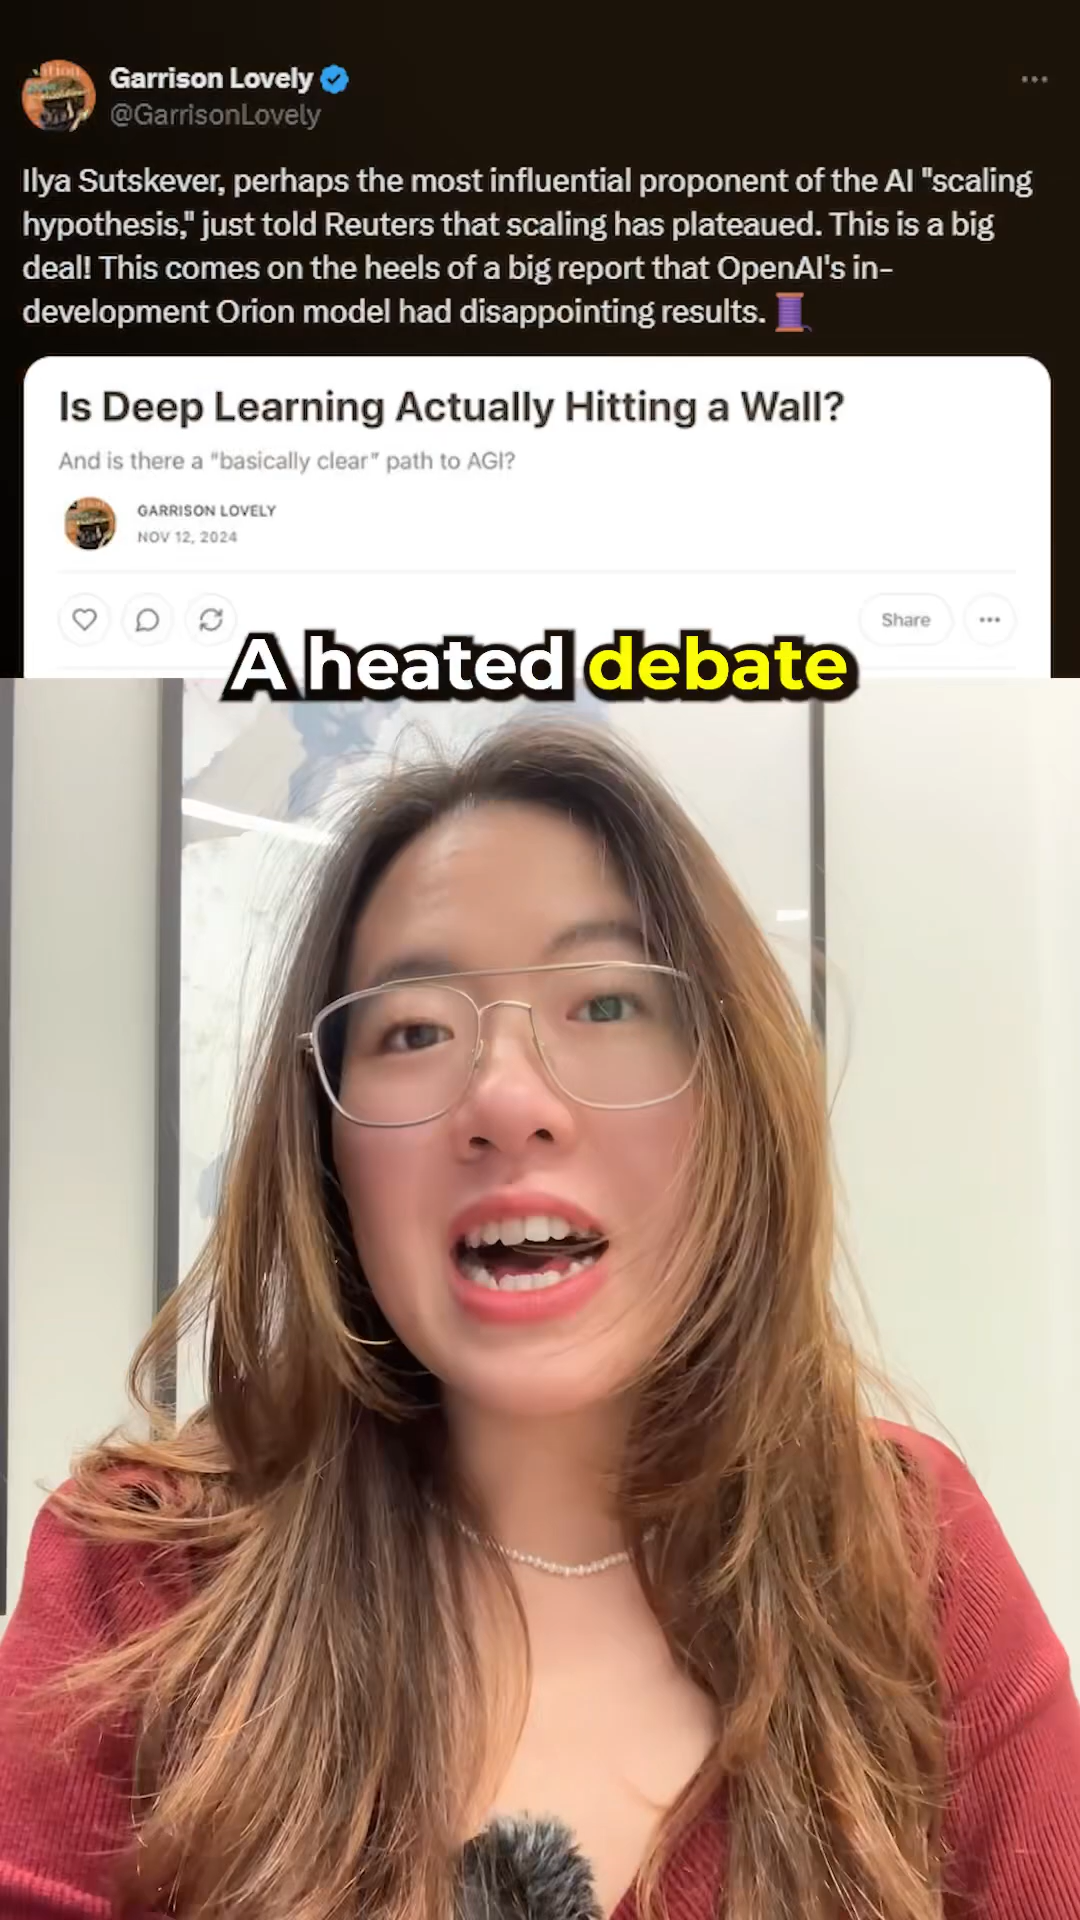 Garrison Lovely
@GarrisonLovely
Ilya Sutskever, perhaps the most influential proponent of the AI "scaling
hypothesis," just told Reuters that scaling has plateaued. This is a big
deal! This comes on the heels of a big report that OpenAI's in-
development Orion model had disappointing results.
Is Deep Learning Actually Hitting a Wall?
And is there a "basically clear" path to AGI?
GARRISON LOVELY
NOV 12, 2024
Share
A heated debate